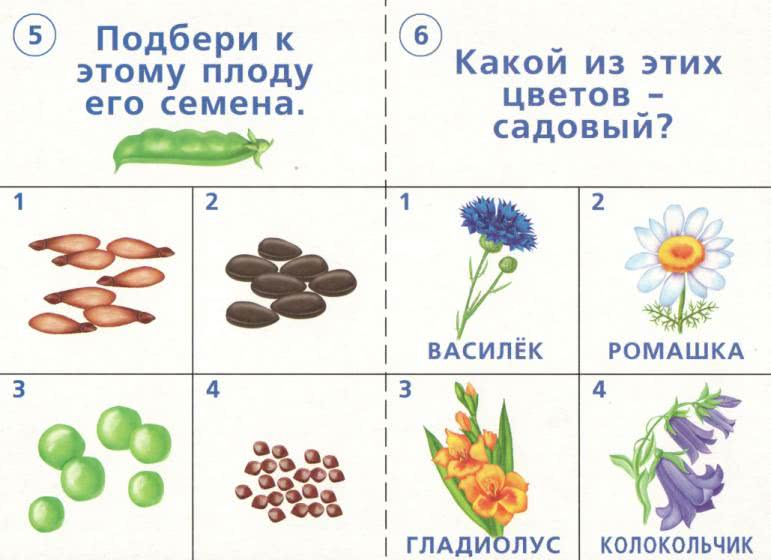 5
Подбери к
этому плоду
его семена.
1
2
3
4
6
Какой из этих
цветов –
садовый?
1
ВАСИЛЁК
2
РОМАШКА
3
ГЛАДИОЛУС
4
КОЛОКОЛЬЧИК